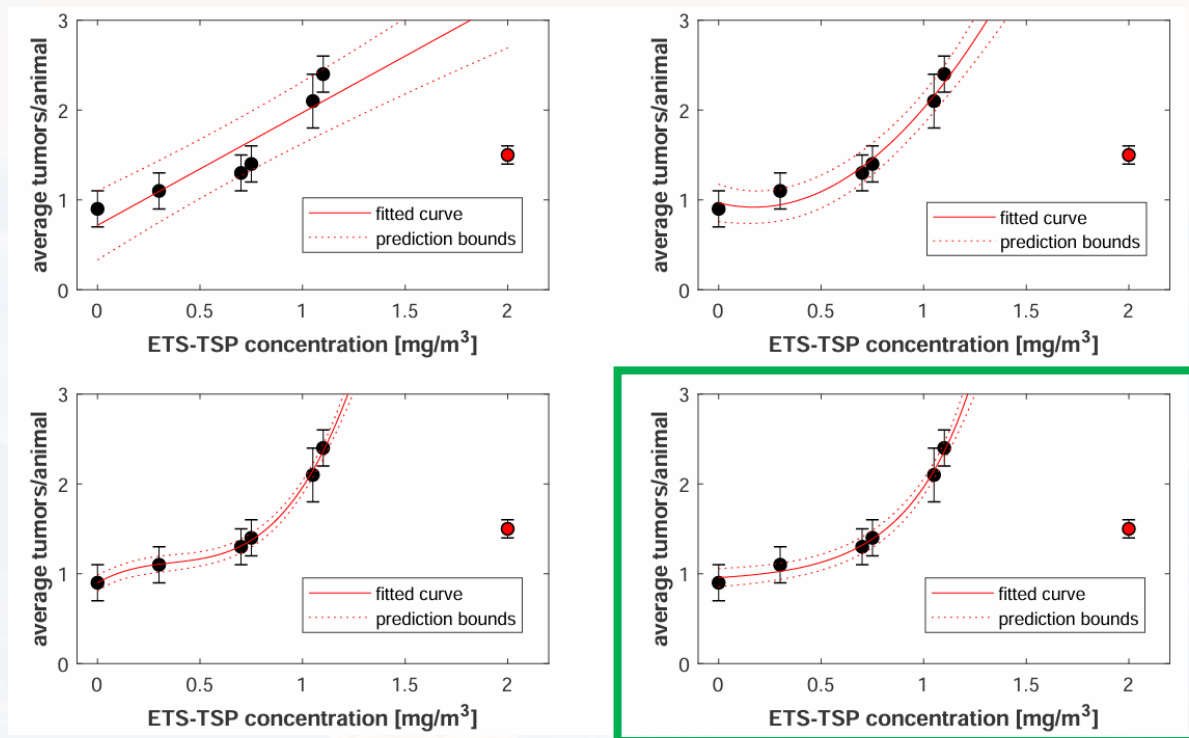 3
2
1
0
average tumors/animal
fitted curve
prediction bounds
0 0.5 1 1.5 2
ETS-TSP concentration [mg/m³]
3
2
1
0
average tumors/animal
fitted curve
prediction bounds
0 0.5 1 1.5 2
ETS-TSP concentration [mg/m³]
3
2
1
0
average tumors/animal
fitted curve
prediction bounds
0 0.5 1 1.5 2
ETS-TSP concentration [mg/m³]
3
2
1
0
average tumors/animal
fitted curve
prediction bounds
0 0.5 1 1.5 2
ETS-TSP concentration [mg/m³]